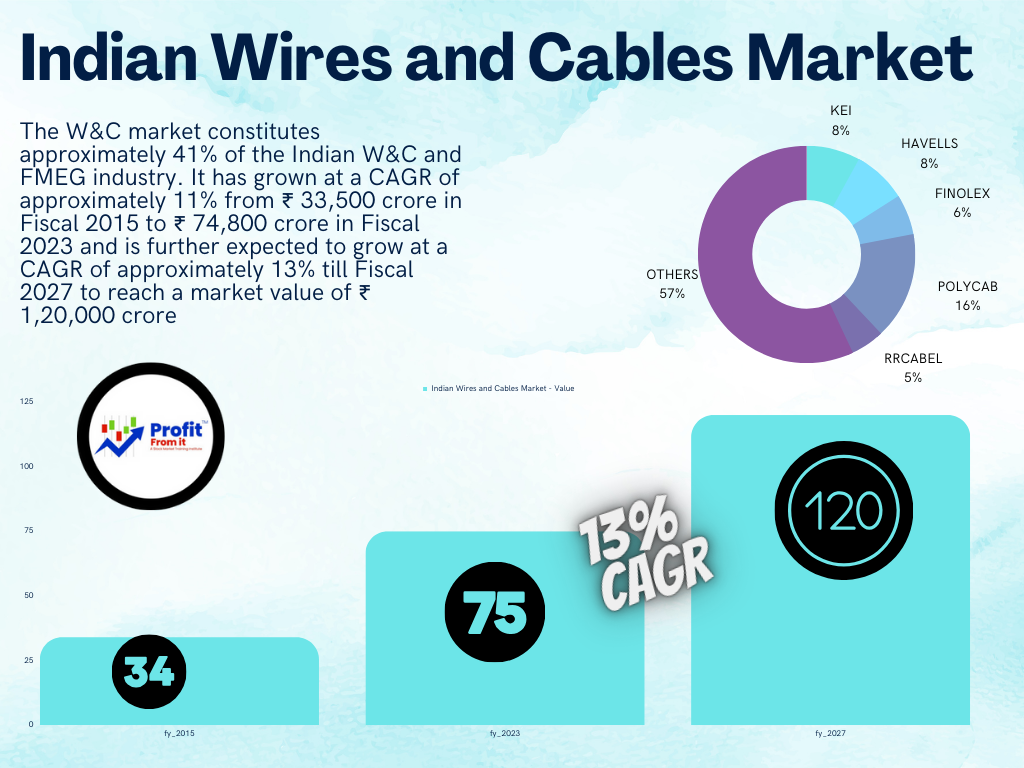 Indian Wires and Cables Market
The W&C market constitutes
approximately 41% of the Indian W&C and
FMEG industry. It has grown at a CAGR of
approximately 11% from ₹ 33,500 crore in
Fiscal 2015 to ₹ 74,800 crore in Fiscal
2023 and is further expected to grow at a
CAGR of approximately 13% till Fiscal
2027 to reach a market value of ₹
1,20,000 crore
KEI
8%
HAVELLS
8%
FINOLEX
6%
POLYCAB
16%
RRCABEL
5%
OTHERS
57%
Profit
From it
A Stock Market Training Institute
Indian Wires and Cables Market - Value
125
100
75
50
25
0
34
75
13%
CAGR
120
fy_2015
fy_2023
fy_2027